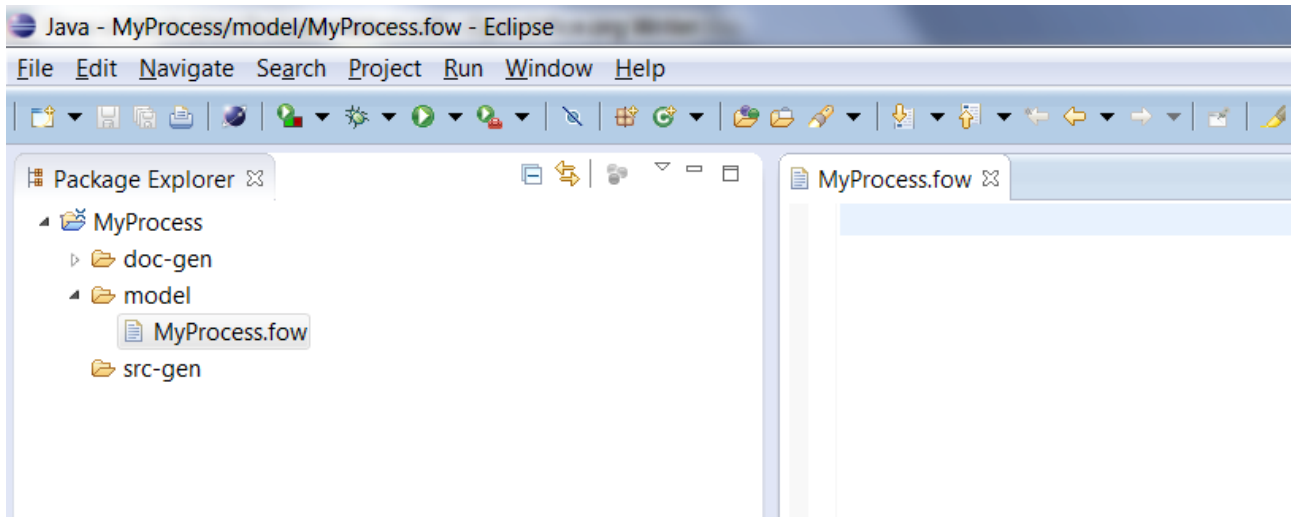 Java - MyProcess/model/MyProcess.fow - Eclipse
File Edit Navigate Search Project Run Window Help
Package Explorer
MyProcess.fow
MyProcess
doc-gen
model
MyProcess.fow
src-gen